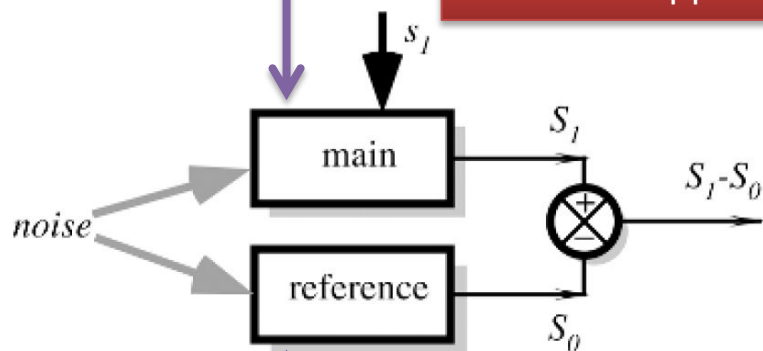 s1
S1
main
S1-S0
+
noise
−
reference
S0